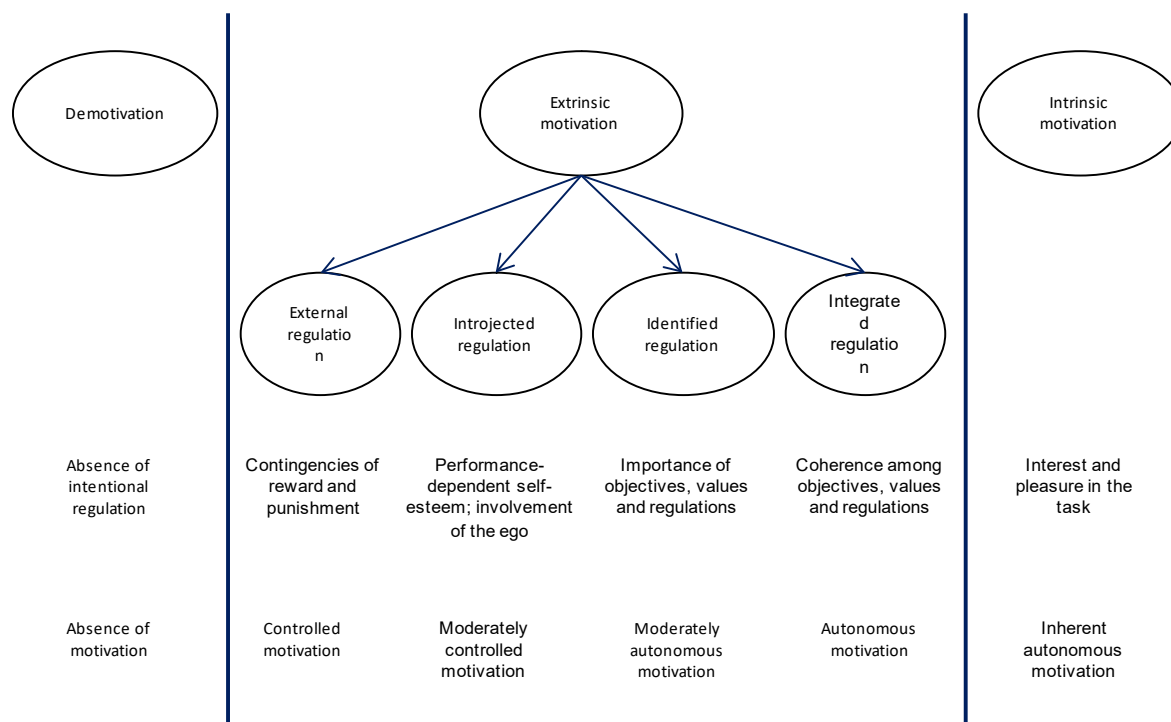 Demotivation
Extrinsic
motivation
Intrinsic
motivation
External
regulatio
n
Introjected
regulation
Identified
regulation
Integrate
d
regulatio
n
Absence of
intentional
regulation
Contingencies of
reward and
punishment
Performance-
dependent self-
esteem; involvement
of the ego
Importance of
objectives, values
and regulations
Coherence among
objectives, values
and regulations
Interest and
pleasure in the
task
Absence of
motivation
Controlled
motivation
Moderately
controlled
motivation
Moderately
autonomous
motivation
Autonomous
motivation
Inherent
autonomous
motivation